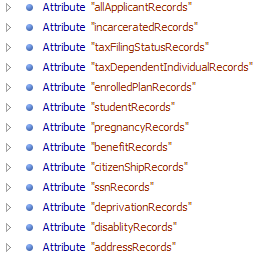 Attribute "allApplicantRecords"
Attribute "incarceratedRecords"
Attribute "taxFilingStatusRecords"
Attribute "taxDependentIndividualRecords"
Attribute "enrolledPlanRecords"
Attribute "studentRecords"
Attribute "pregnancyRecords"
Attribute "benefitRecords"
Attribute "citizenShipRecords"
Attribute "ssnRecords"
Attribute "deprivationRecords"
Attribute "disablityRecords"
Attribute "addressRecords"